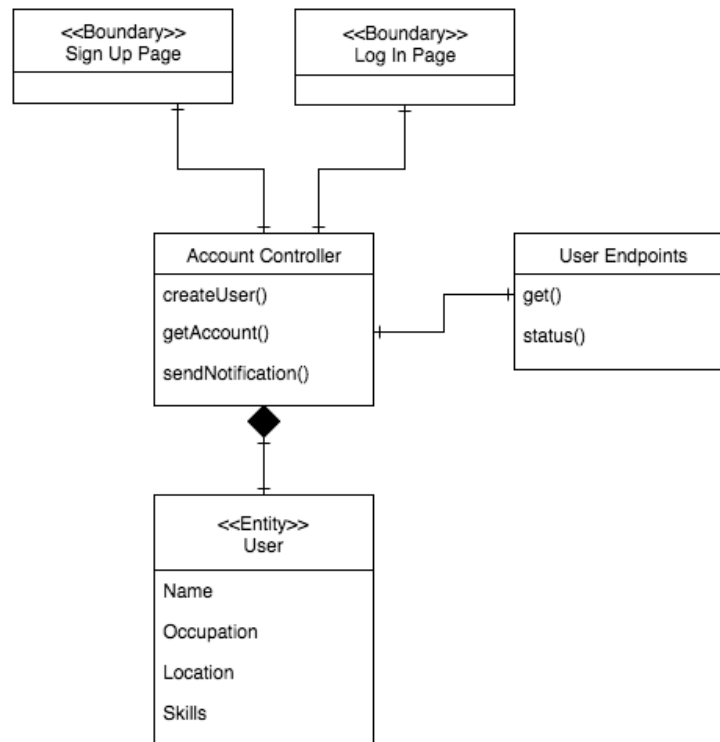 <<Boundary>>
Sign Up Page
<<Boundary>>
Log In Page
Account Controller
createUser()
getAccount()
sendNotification()
User Endpoints
get()
status()
<<Entity>>
User
Name
Occupation
Location
Skills